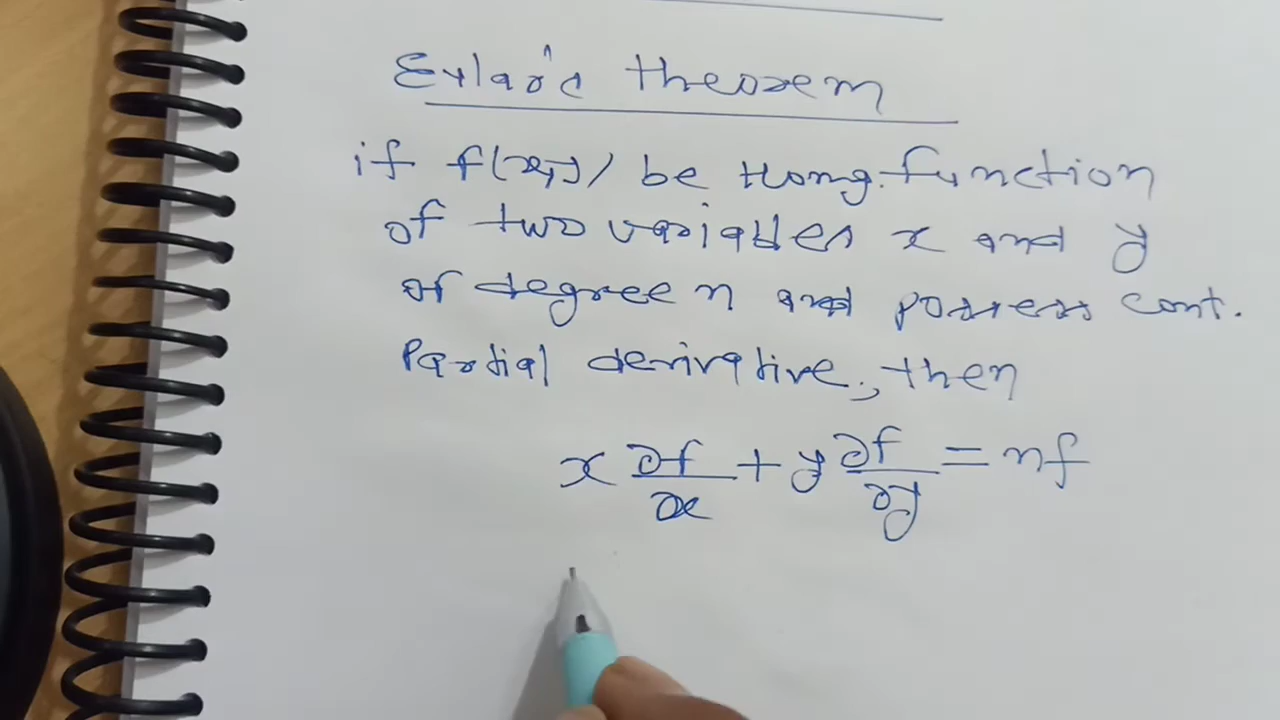 Euler's theorem
if f(x,y) be Homg. function
of two variables x and y
of degree n and possess cont.
Partial derivative, then
x ∂f/∂x + y ∂f/∂y = nf